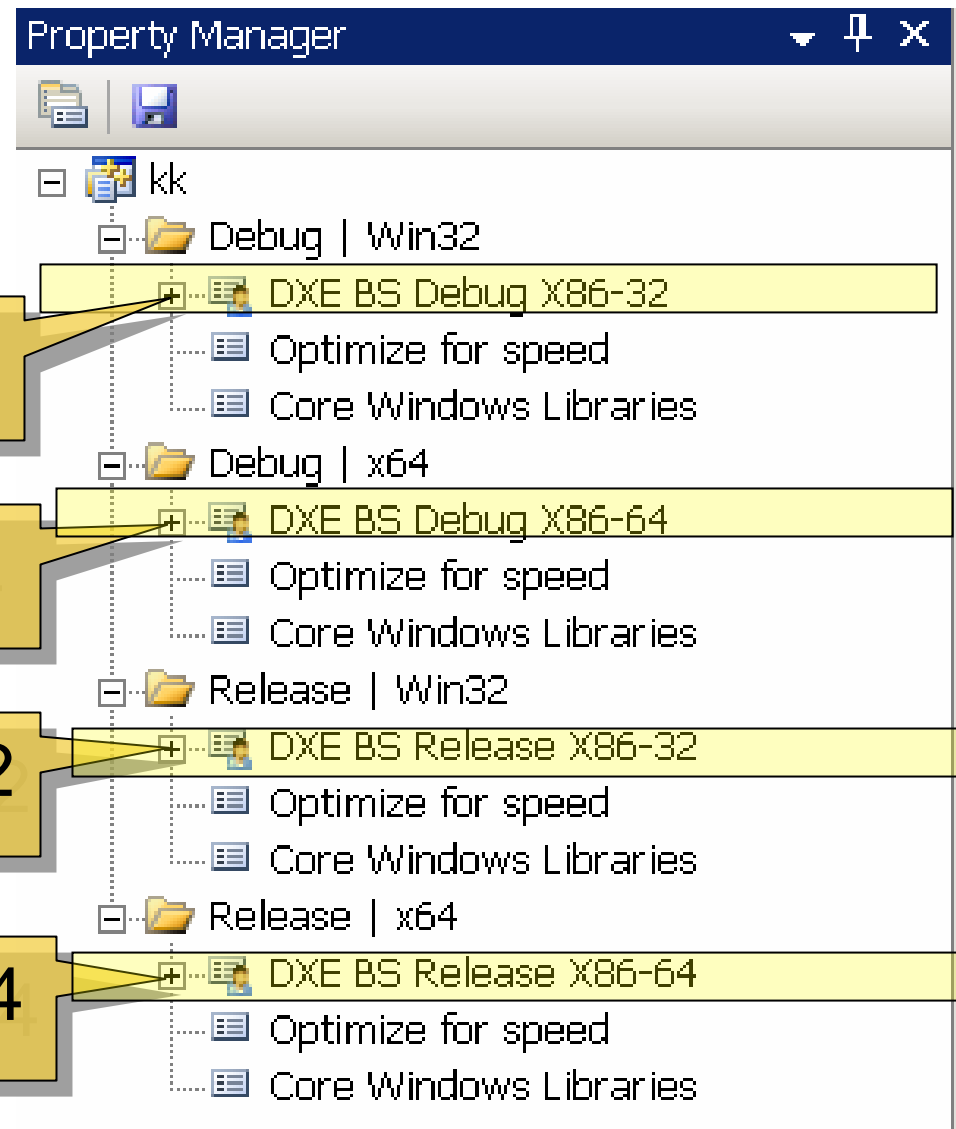 Property Manager
kk
Debug | Win32
DXE BS Debug X86-32
Optimize for speed
Core Windows Libraries
Debug | x64
DXE BS Debug X86-64
Optimize for speed
Core Windows Libraries
Release | Win32
2
DXE BS Release X86-32
Optimize for speed
Core Windows Libraries
Release | x64
4
DXE BS Release X86-64
Optimize for speed
Core Windows Libraries